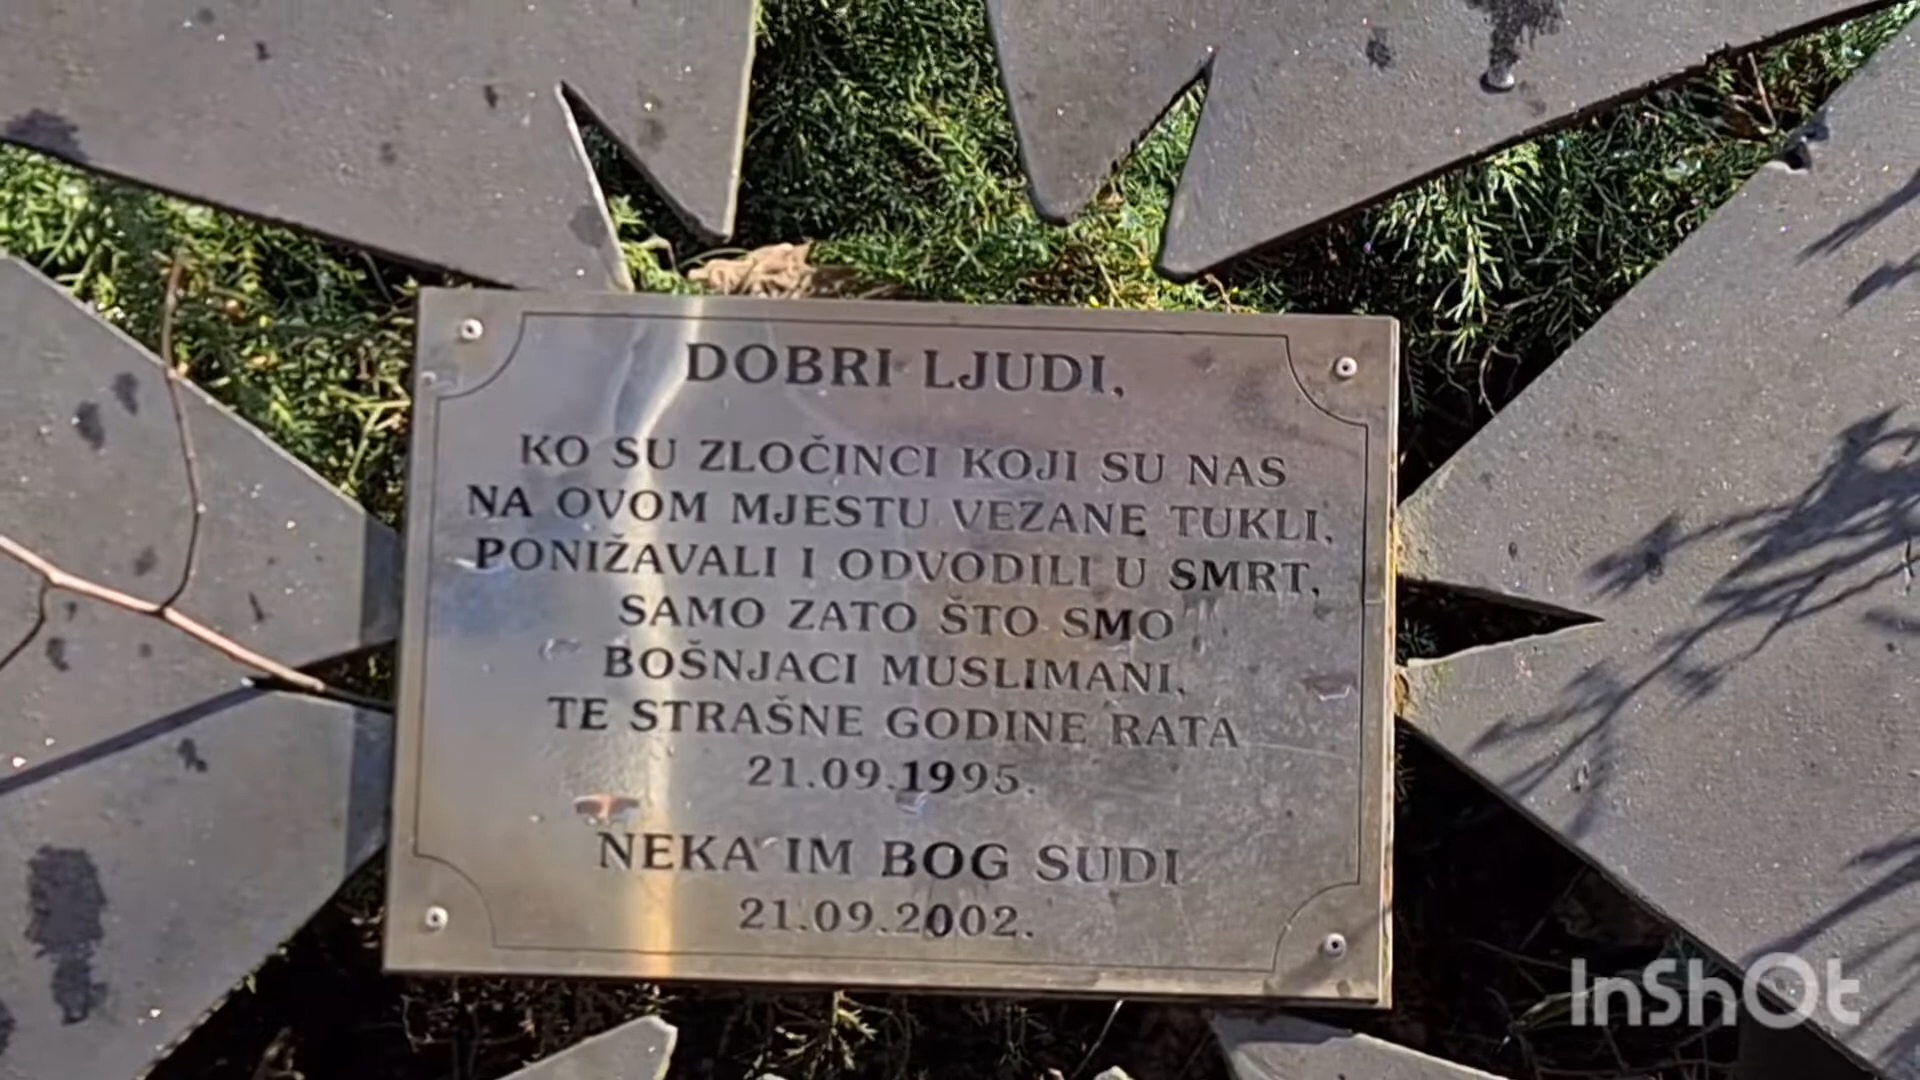 DOBRI LJUDI,
KO SU ZLOČINCI KOJI SU NAS
NA OVOM MJESTU VEZANE TUKLI,
PONIŽAVALI I ODVODILI U SMRT,
SAMO ZATO ŠTO SMO
BOŠNJACI MUSLIMANI,
TE STRAŠNE GODINE RATA
21.09.1995.
NEKA IM BOG SUDI
21.09.2002.
InShOt